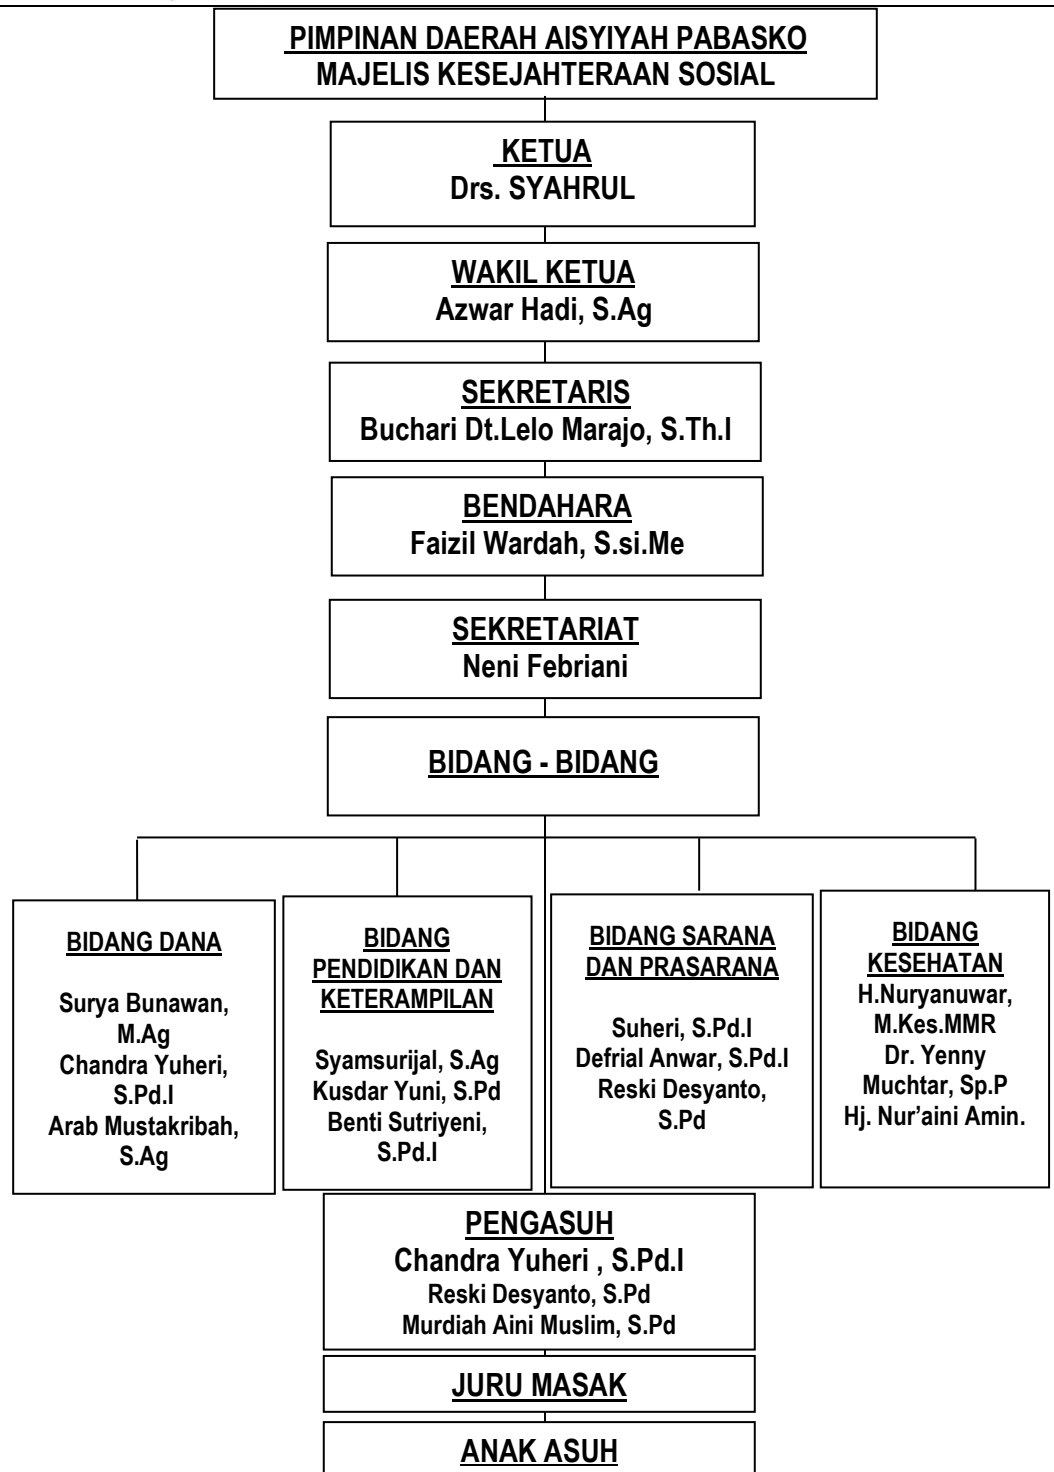 PIMPINAN DAERAH AISYIYAH PABASKO
MAJELIS KESEJAHTERAAN SOSIAL
KETUA
Drs. SYAHRUL
WAKIL KETUA
Azwar Hadi, S.Ag
SEKRETARIS
Buchari Dt.Lelo Marajo, S.Th.I
BENDAHARA
Faizil Wardah, S.si.Me
SEKRETARIAT
Neni Febriani
BIDANG - BIDANG
BIDANG DANA
Surya Bunawan,
M.Ag
Chandra Yuheri,
S.Pd.I
Arab Mustakribah,
S.Ag
BIDANG
PENDIDIKAN DAN
KETERAMPILAN
Syamsurijal, S.Ag
Kusdar Yuni, S.Pd
Benti Sutriyeni,
S.Pd.I
BIDANG SARANA
DAN PRASARANA
Suheri, S.Pd.I
Defrial Anwar, S.Pd.I
Reski Desyanto,
S.Pd
BIDANG
KESEHATAN
H.Nuryanuwar,
M.Kes.MMR
Dr. Yenny
Muchtar, Sp.P
Hj. Nur’aini Amin.
PENGASUH
Chandra Yuheri , S.Pd.I
Reski Desyanto, S.Pd
Murdiah Aini Muslim, S.Pd
JURU MASAK
ANAK ASUH